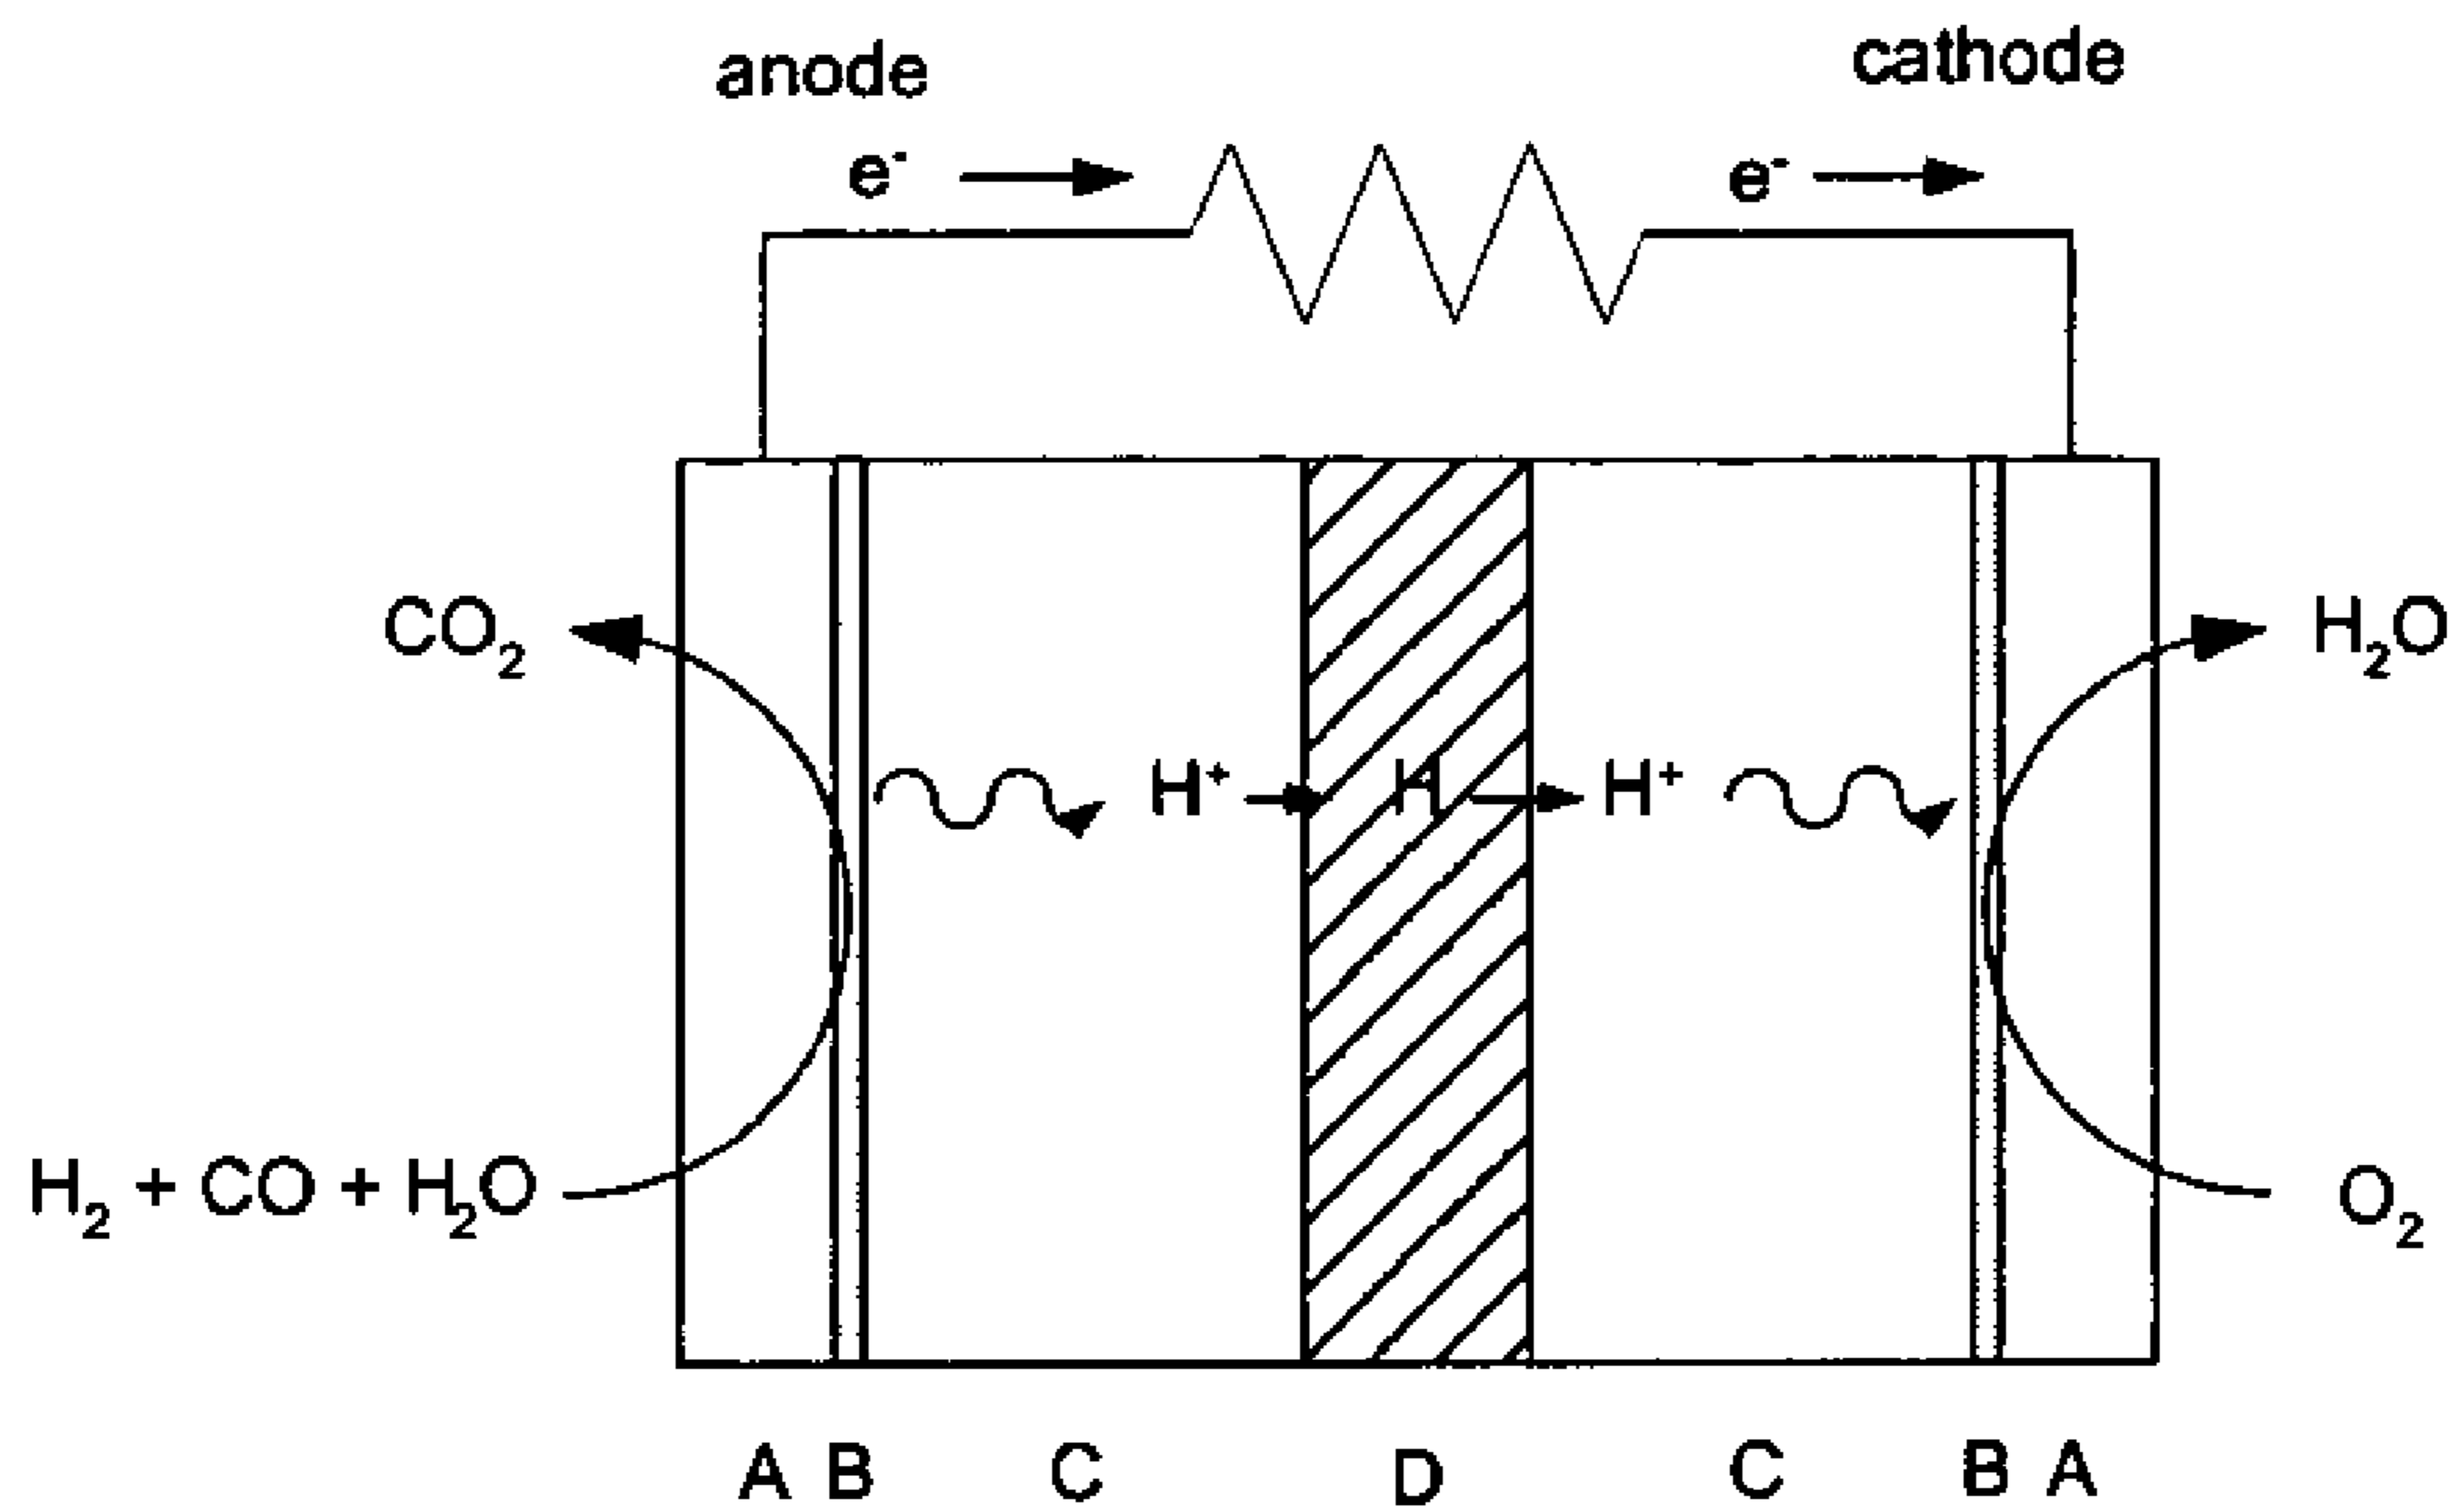 anode cathode
e⁻ e⁻
CO₂ H₂O
H⁺ H H⁺
H₂ + CO + H₂O O₂
A B C D C B A